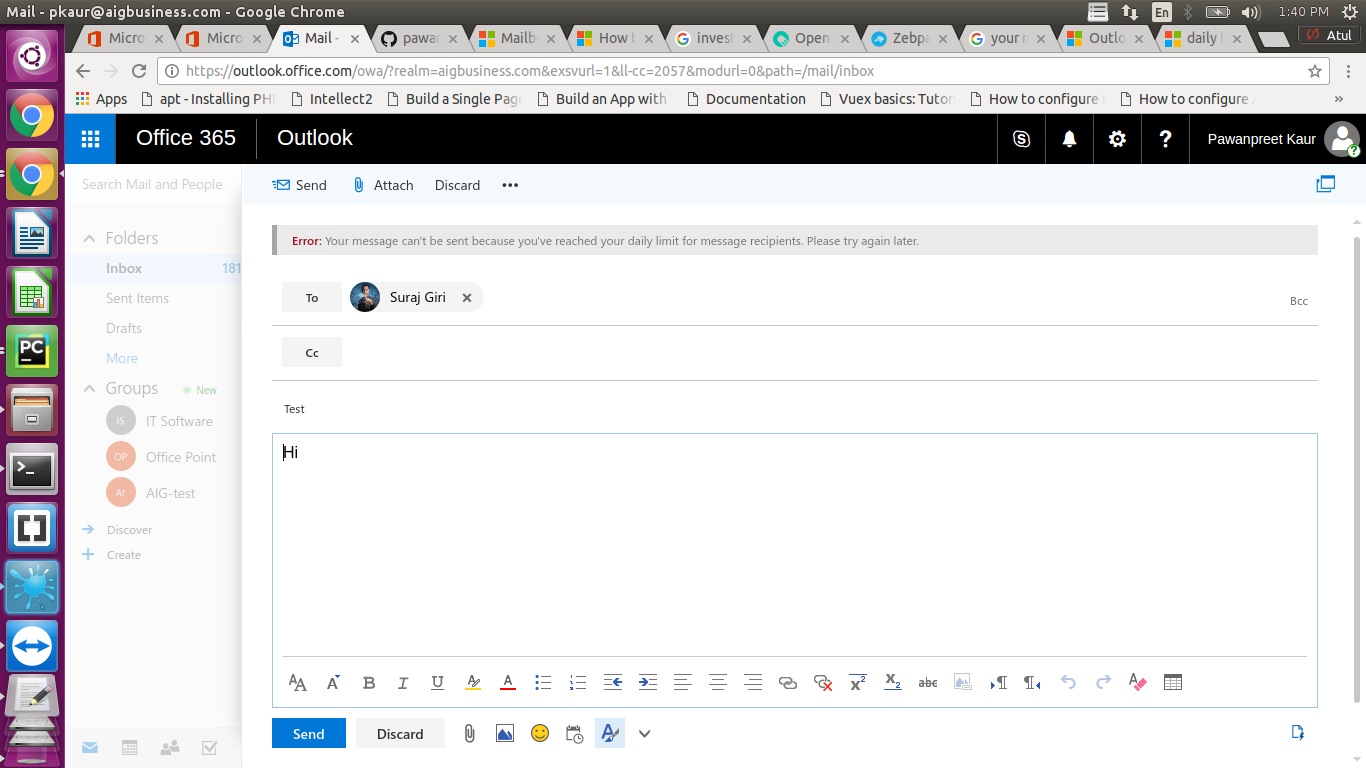 Mail - pkaur@aigbusiness.com - Google Chrome
En
1:40 PM
Micro
Micro
Mail -
pawan
Mailb
How t
invest
Open
Zebpa
your r
Outlo
daily l
Atul
https://outlook.office.com/owa/?realm=aigbusiness.com&exsvurl=1&ll-cc=2057&modurl=0&path=/mail/inbox
Apps
apt - Installing PH
Intellect2
Build a Single Page
Build an App with
Documentation
Vuex basics: Tutor
How to configure
How to configure
»
Office 365
Outlook
Pawanpreet Kaur
Search Mail and People
Send
Attach
Discard
Folders
Error: Your message can't be sent because you've reached your daily limit for message recipients. Please try again later.
Inbox
181
Sent Items
To
Suraj Giri
Bcc
Drafts
More
Cc
Groups
New
IS
IT Software
Test
OP
Office Point
Hi
At
AIG-test
Discover
Create
PC
Send
Discard